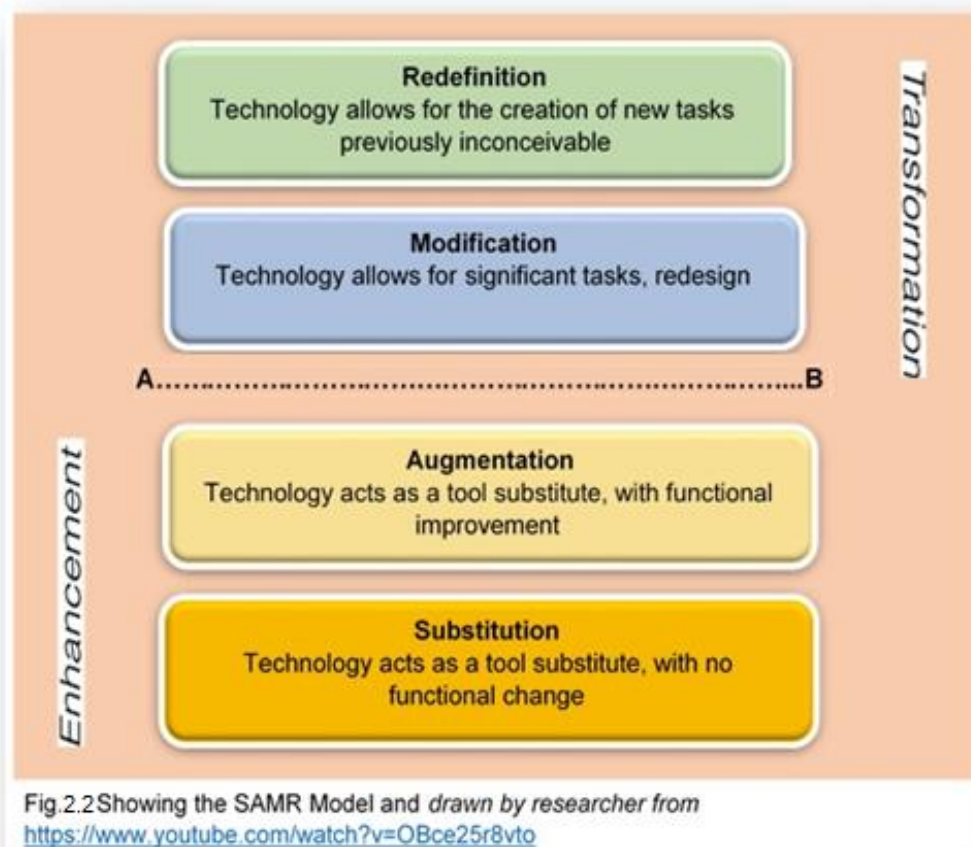 Redefinition
Technology allows for the creation of new tasks
previously inconceivable
Transformation
Modification
Technology allows for significant tasks, redesign
A.............................................................................B
Augmentation
Technology acts as a tool substitute, with functional
improvement
Enhancement
Substitution
Technology acts as a tool substitute, with no
functional change
Fig.2.2Showing the SAMR Model and drawn by researcher from
https://www.youtube.com/watch?v=OBce25r8vto